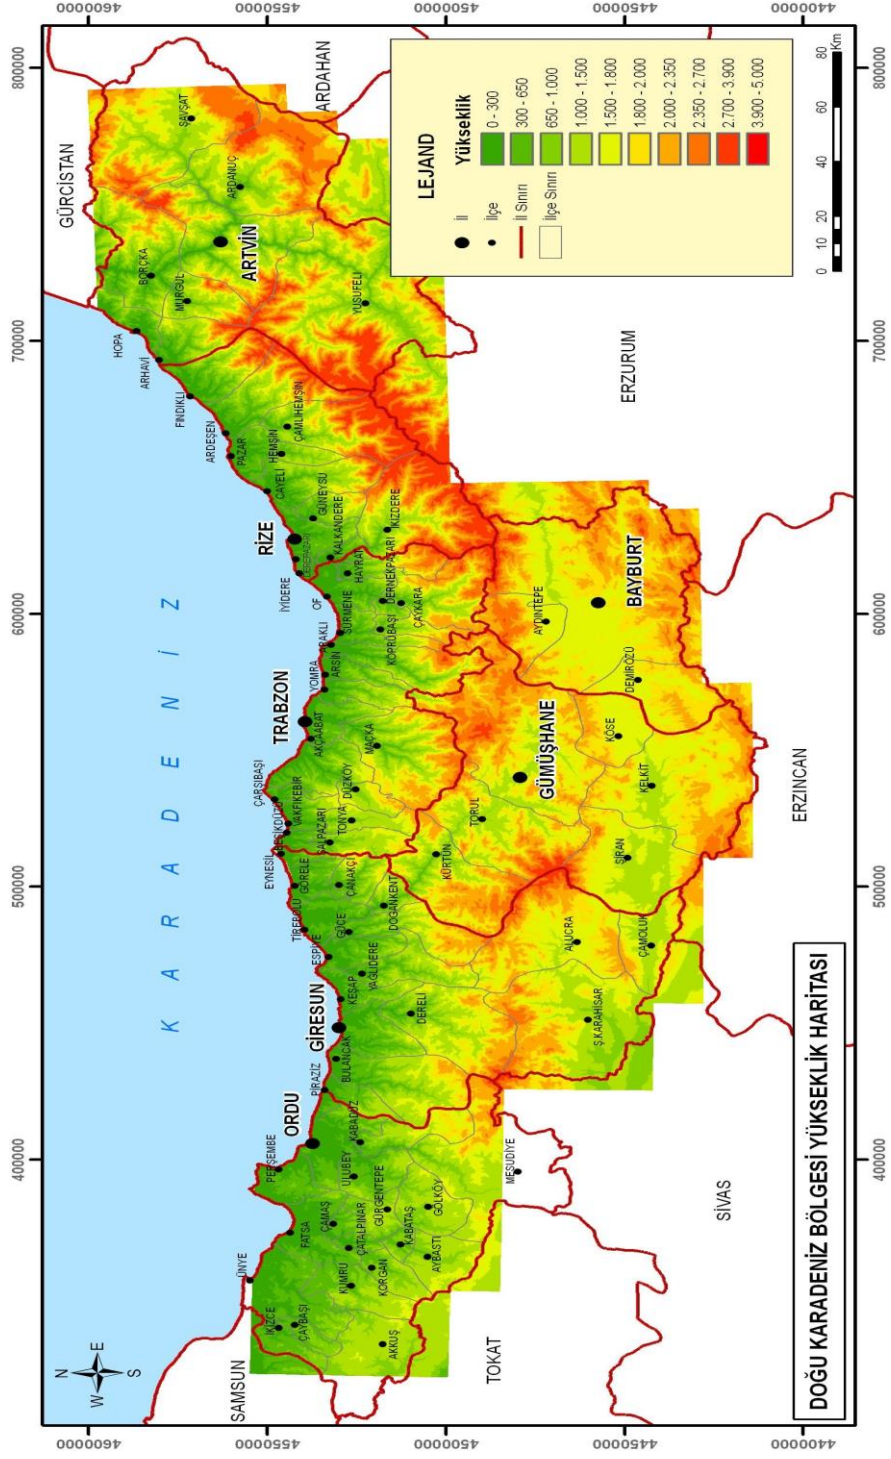 DOĞU KARADENİZ BÖLGESİ YÜKSEKLİK HARİTASI
400000
500000
600000
700000
800000
N
W
E
S
K A R A D E N İ Z
GÜRCİSTAN
ARDAHAN
ERZURUM
ERZİNCAN
SİVAS
TOKAT
SAMSUN
ORDU
ÜNYE
İKİZCE
ÇAYBAŞI
AKKUŞ
FATSA
PERŞEMBE
ÇAMAŞ
ÇATALPINAR
KUMRU
KORGAN
KABATAŞ
AYBASTI
GÖLKÖY
GÜRGENTEPE
ULUBEY
KABADÜZ
MESUDİYE
GİRESUN
PİRAZİZ
BULANCAK
KEŞAP
DERELİ
YAĞLIDERE
ESPİYE
GÜCE
TİREBOLU
DOĞANKENT
GÖRELE
ÇANAKÇI
EYNESİL
Ş.KARAHİSAR
ALUCRA
ÇAMOLUK
TRABZON
BEŞİKDÜZÜ
ŞALPAZARI
VAKFIKEBİR
TONYA
ÇARŞIBAŞI
DÜZKÖY
AKÇAABAT
MAÇKA
YOMRA
ARSİN
ARAKLI
SÜRMENE
KÖPRÜBAŞI
OF
DERNEKPAZARI
ÇAYKARA
HAYRAT
GÜMÜŞHANE
KÜRTÜN
TORUL
ŞİRAN
KELKİT
KÖSE
BAYBURT
AYDINTEPE
DEMİRÖZÜ
RİZE
İYİDERE
DEREPAZARI
KALKANDERE
İKİZDERE
GÜNEYSU
ÇAYELİ
PAZAR
HEMŞİN
ÇAMLIHEMŞİN
ARDEŞEN
FINDIKLI
ARTVİN
ARHAVİ
HOPA
MURGUL
BORÇKA
YUSUFELİ
ARDANUÇ
ŞAVŞAT
LEJAND
İl
İlçe
İl Sınırı
İlçe Sınırı
Yükseklik
0 - 300
300 - 650
650 - 1.000
1.000 - 1.500
1.500 - 1.800
1.800 - 2.000
2.000 - 2.350
2.350 - 2.700
2.700 - 3.900
3.900 - 5.000
0 10 20 40 60 80
Km
4600000
4550000
4500000
4450000
4400000
4600000
4550000
4500000
4450000
4400000